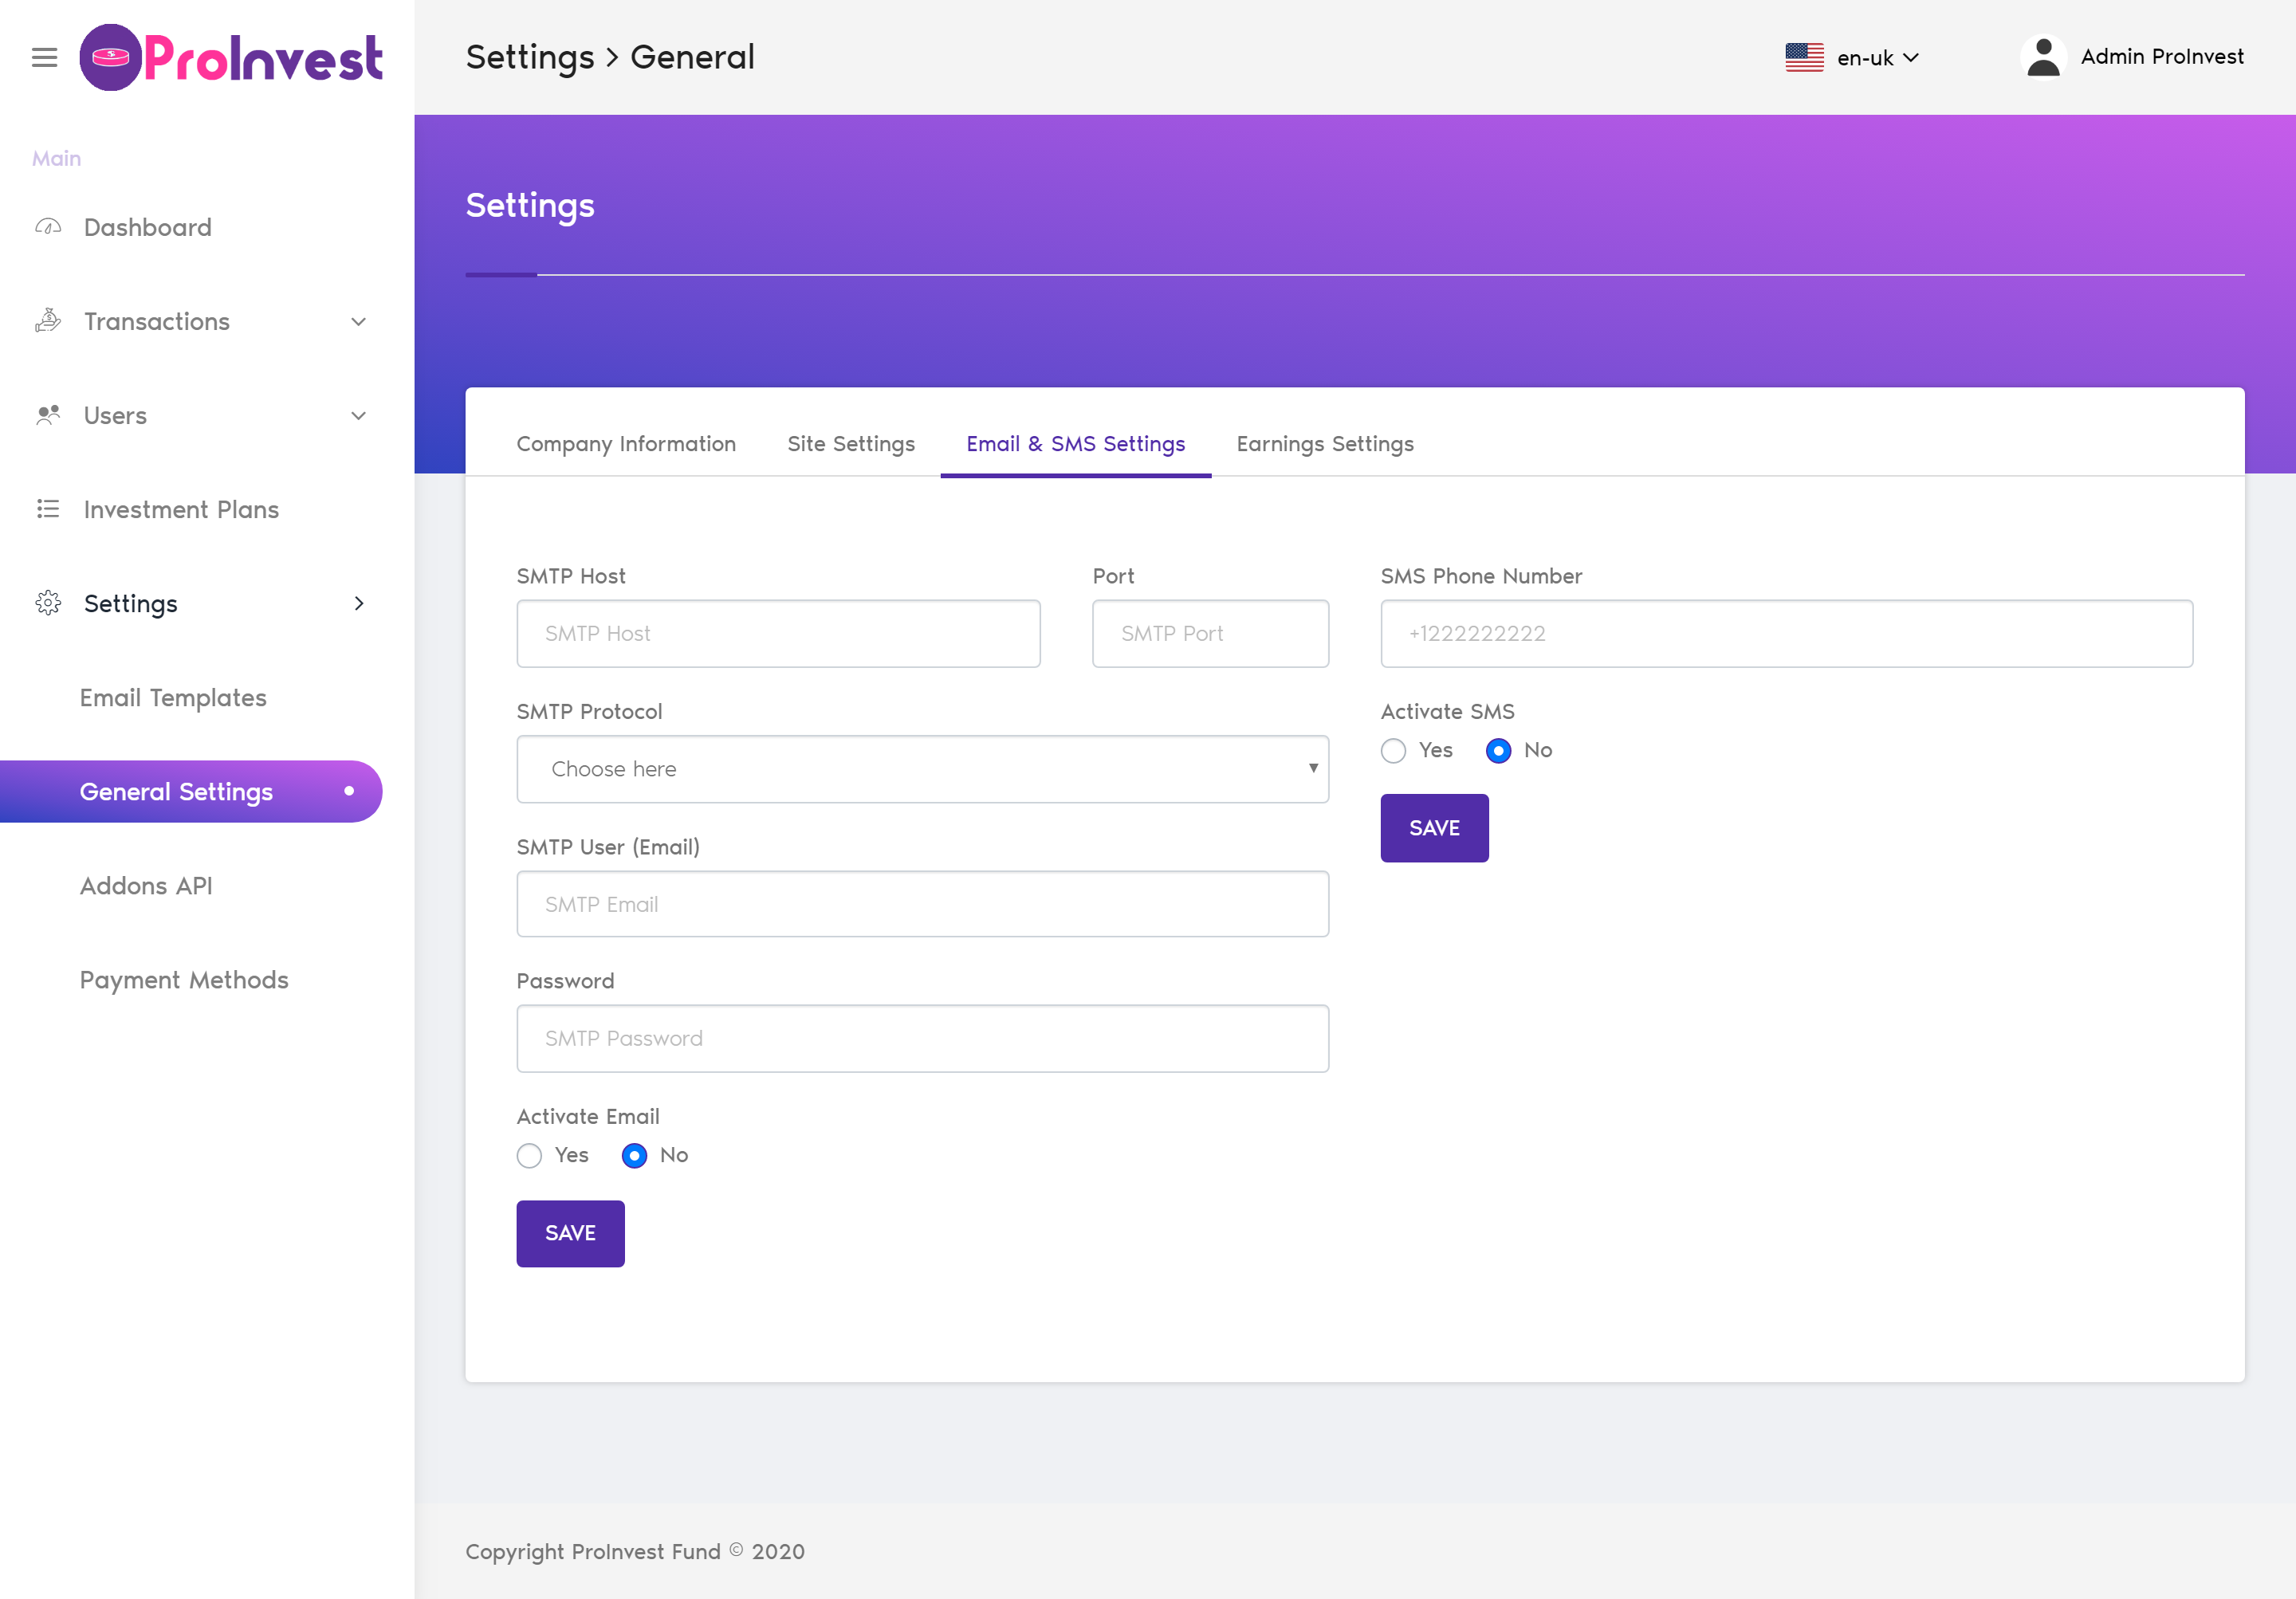 ProInvest
Main
Dashboard
Transactions
Users
Investment Plans
Settings
Email Templates
General Settings
Addons API
Payment Methods
Settings > General
en-uk
Admin ProInvest
Settings
Company Information
Site Settings
Email & SMS Settings
Earnings Settings
SMTP Host
SMTP Host
Port
SMTP Port
SMTP Protocol
Choose here
SMTP User (Email)
SMTP Email
Password
SMTP Password
Activate Email
Yes No
SAVE
SMS Phone Number
+1222222222
Activate SMS
Yes No
SAVE
Copyright ProInvest Fund © 2020